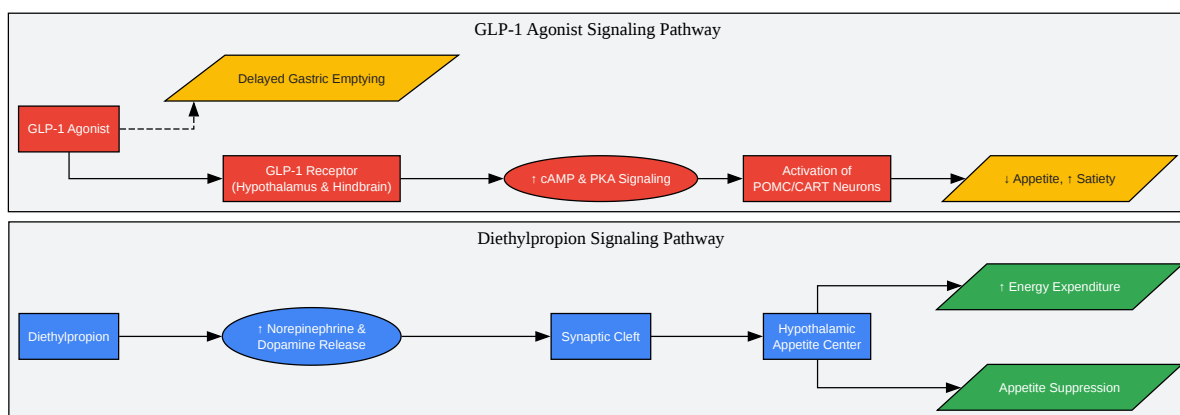 GLP-1 Agonist Signaling Pathway
Delayed Gastric Emptying
GLP-1 Agonist
GLP-1 Receptor
(Hypothalamus & Hindbrain)
↑ cAMP & PKA Signaling
Activation of
POMC/CART Neurons
↓ Appetite, ↑ Satiety
Diethylpropion Signaling Pathway
Diethylpropion
↑ Norepinephrine &
Dopamine Release
Synaptic Cleft
Hypothalamic
Appetite Center
↑ Energy Expenditure
Appetite Suppression